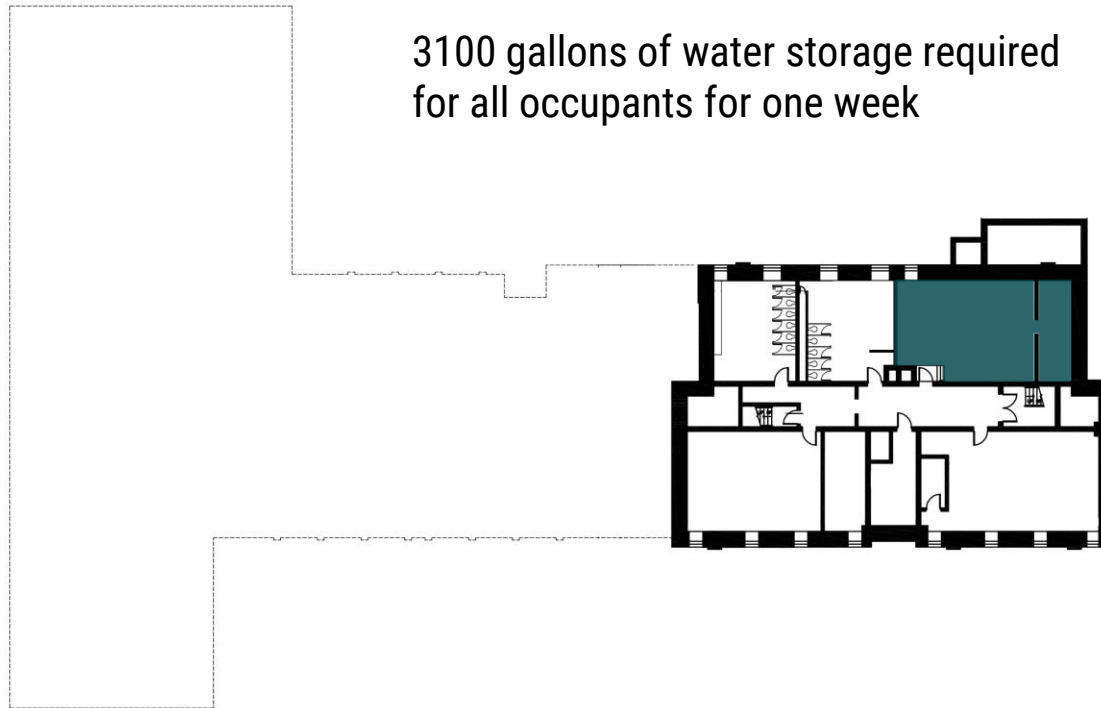 3100 gallons of water storage required
for all occupants for one week